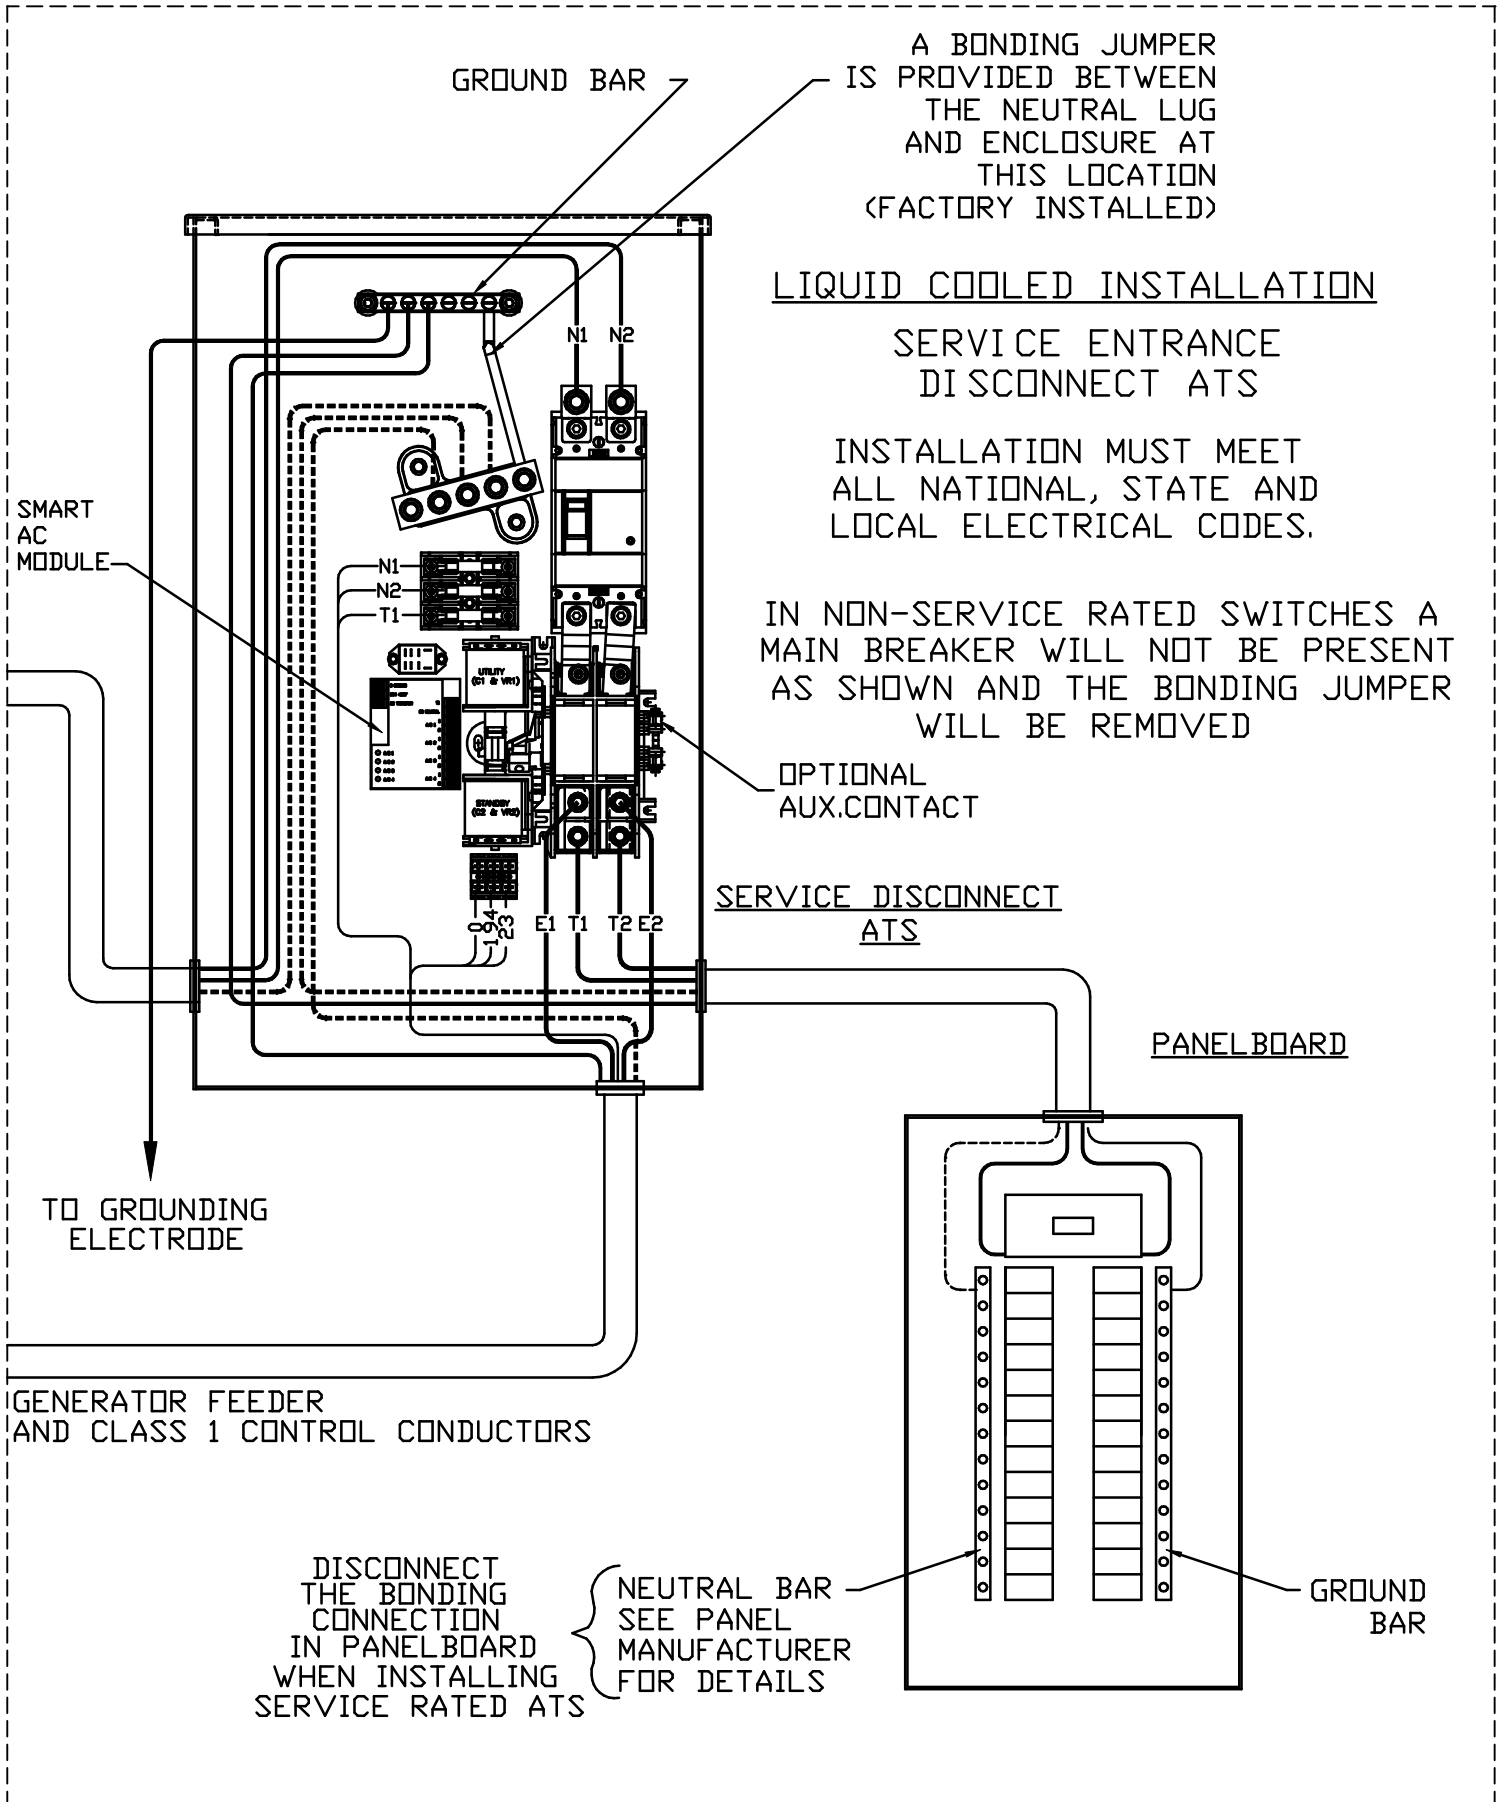 GROUND BAR
A BONDING JUMPER
IS PROVIDED BETWEEN
THE NEUTRAL LUG
AND ENCLOSURE AT
THIS LOCATION
(FACTORY INSTALLED)
LIQUID COOLED INSTALLATION
SERVICE ENTRANCE
DISCONNECT ATS
INSTALLATION MUST MEET
ALL NATIONAL, STATE AND
LOCAL ELECTRICAL CODES.
IN NON-SERVICE RATED SWITCHES A
MAIN BREAKER WILL NOT BE PRESENT
AS SHOWN AND THE BONDING JUMPER
WILL BE REMOVED
N1 N2
SMART
AC
MODULE
N1
N2
T1
UTILITY
(C1 & VR1)
STANDBY
(C2 & VR2)
OPTIONAL
AUX.CONTACT
0
194
23
E1 T1 T2 E2
SERVICE DISCONNECT
ATS
PANELBOARD
TO GROUNDING
ELECTRODE
GENERATOR FEEDER
AND CLASS 1 CONTROL CONDUCTORS
DISCONNECT
THE BONDING
CONNECTION
IN PANELBOARD
WHEN INSTALLING
SERVICE RATED ATS
NEUTRAL BAR
SEE PANEL
MANUFACTURER
FOR DETAILS
GROUND
BAR